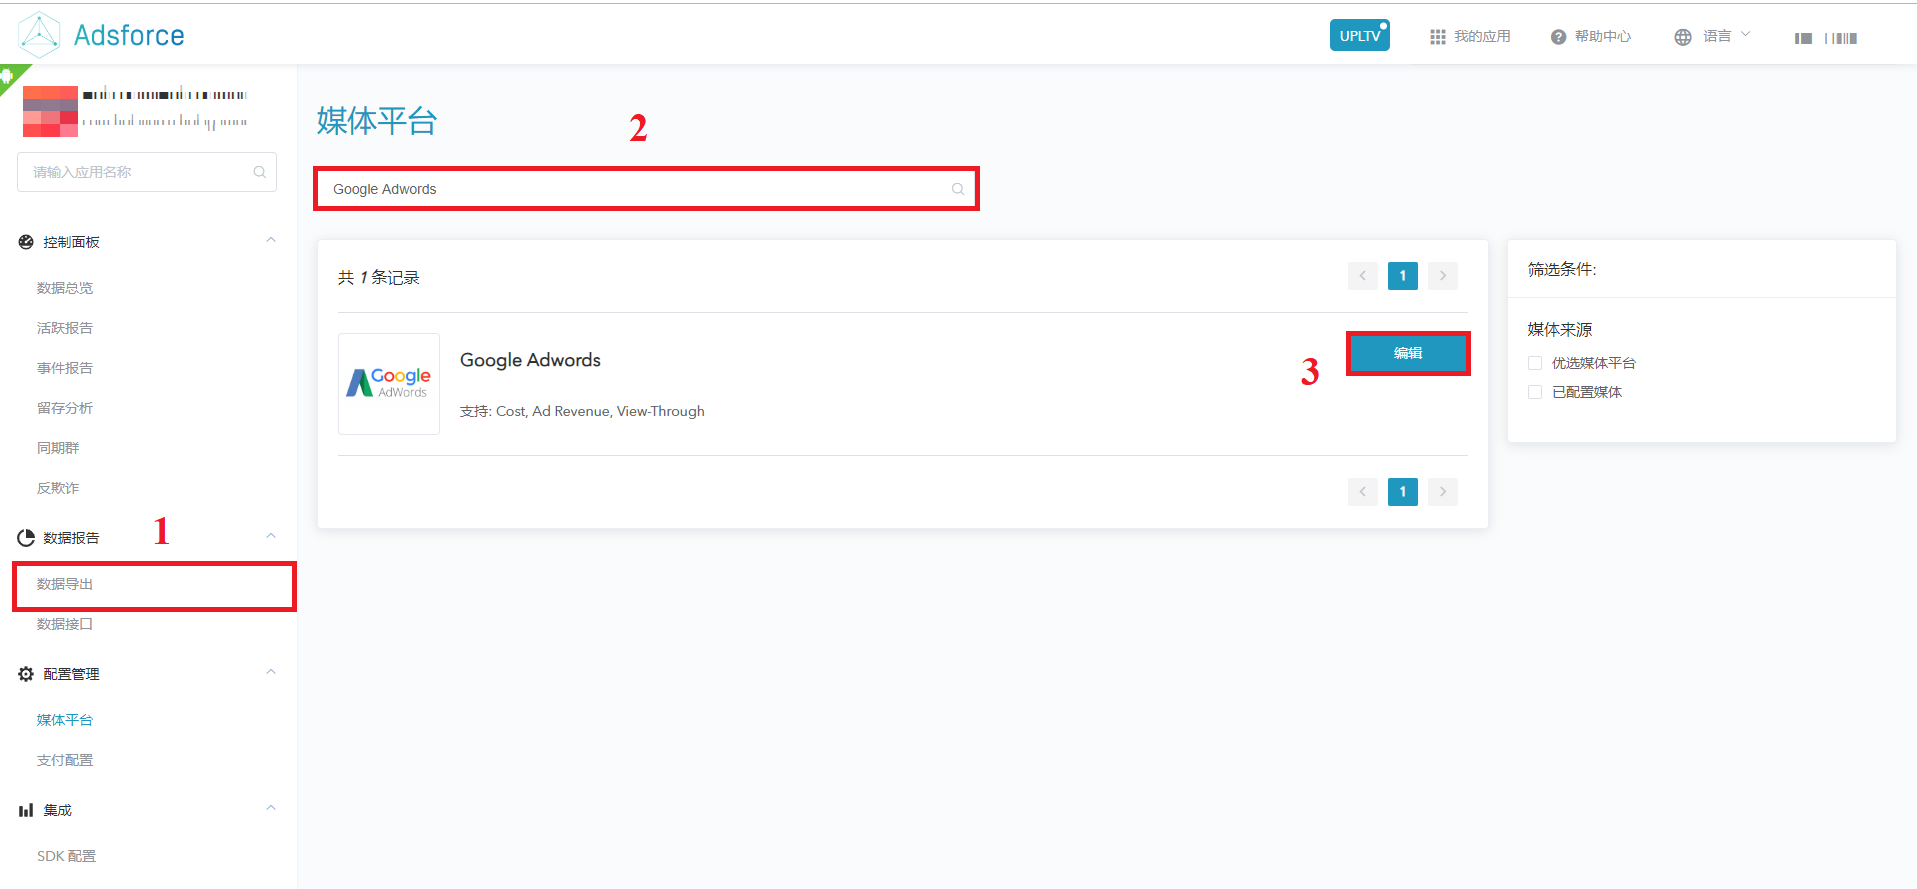 Adsforce
UPLTV
我的应用
帮助中心
语言
请输入应用名称
控制面板
数据总览
活跃报告
事件报告
留存分析
同期群
反欺诈
数据报告
1
数据导出
数据接口
配置管理
媒体平台
支付配置
集成
SDK 配置
媒体平台
2
Google Adwords
共 1 条记录
1
Google AdWords
Google Adwords
支持: Cost, Ad Revenue, View-Through
3
编辑
1
筛选条件:
媒体来源
优选媒体平台
已配置媒体